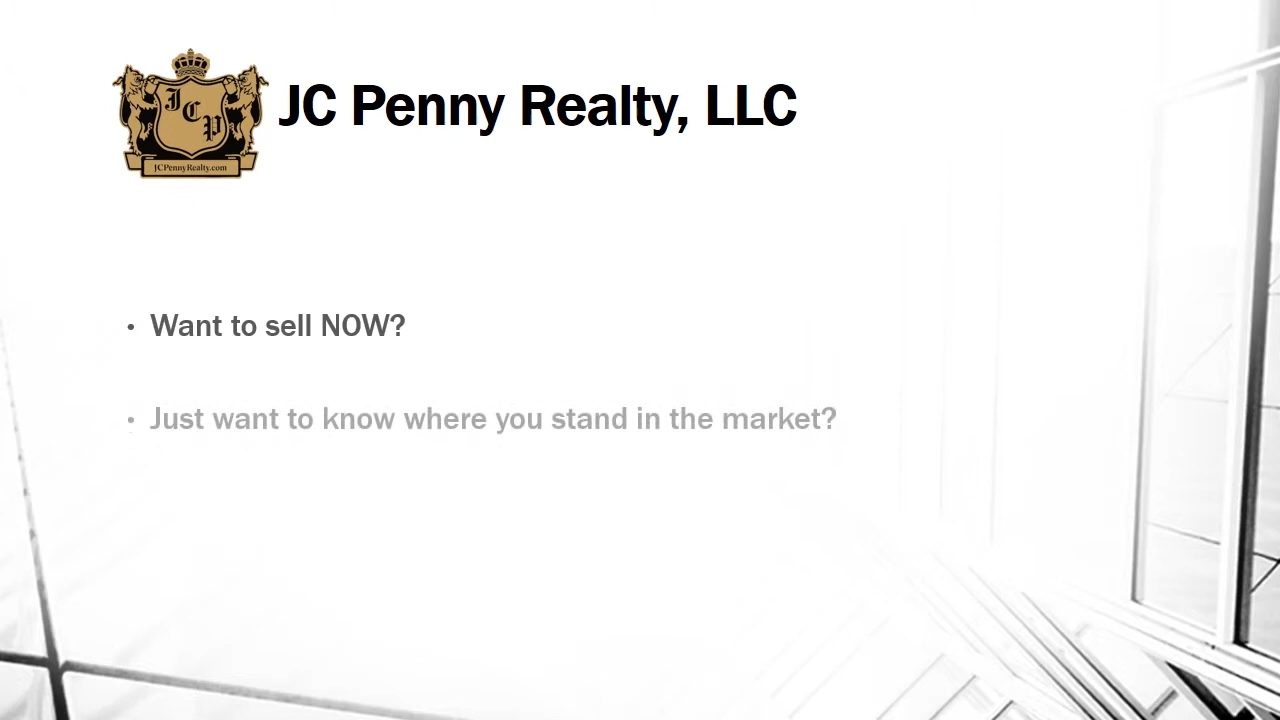 JCP
JCPennyRealty.com
JC Penny Realty, LLC
• Want to sell NOW?
• Just want to know where you stand in the market?